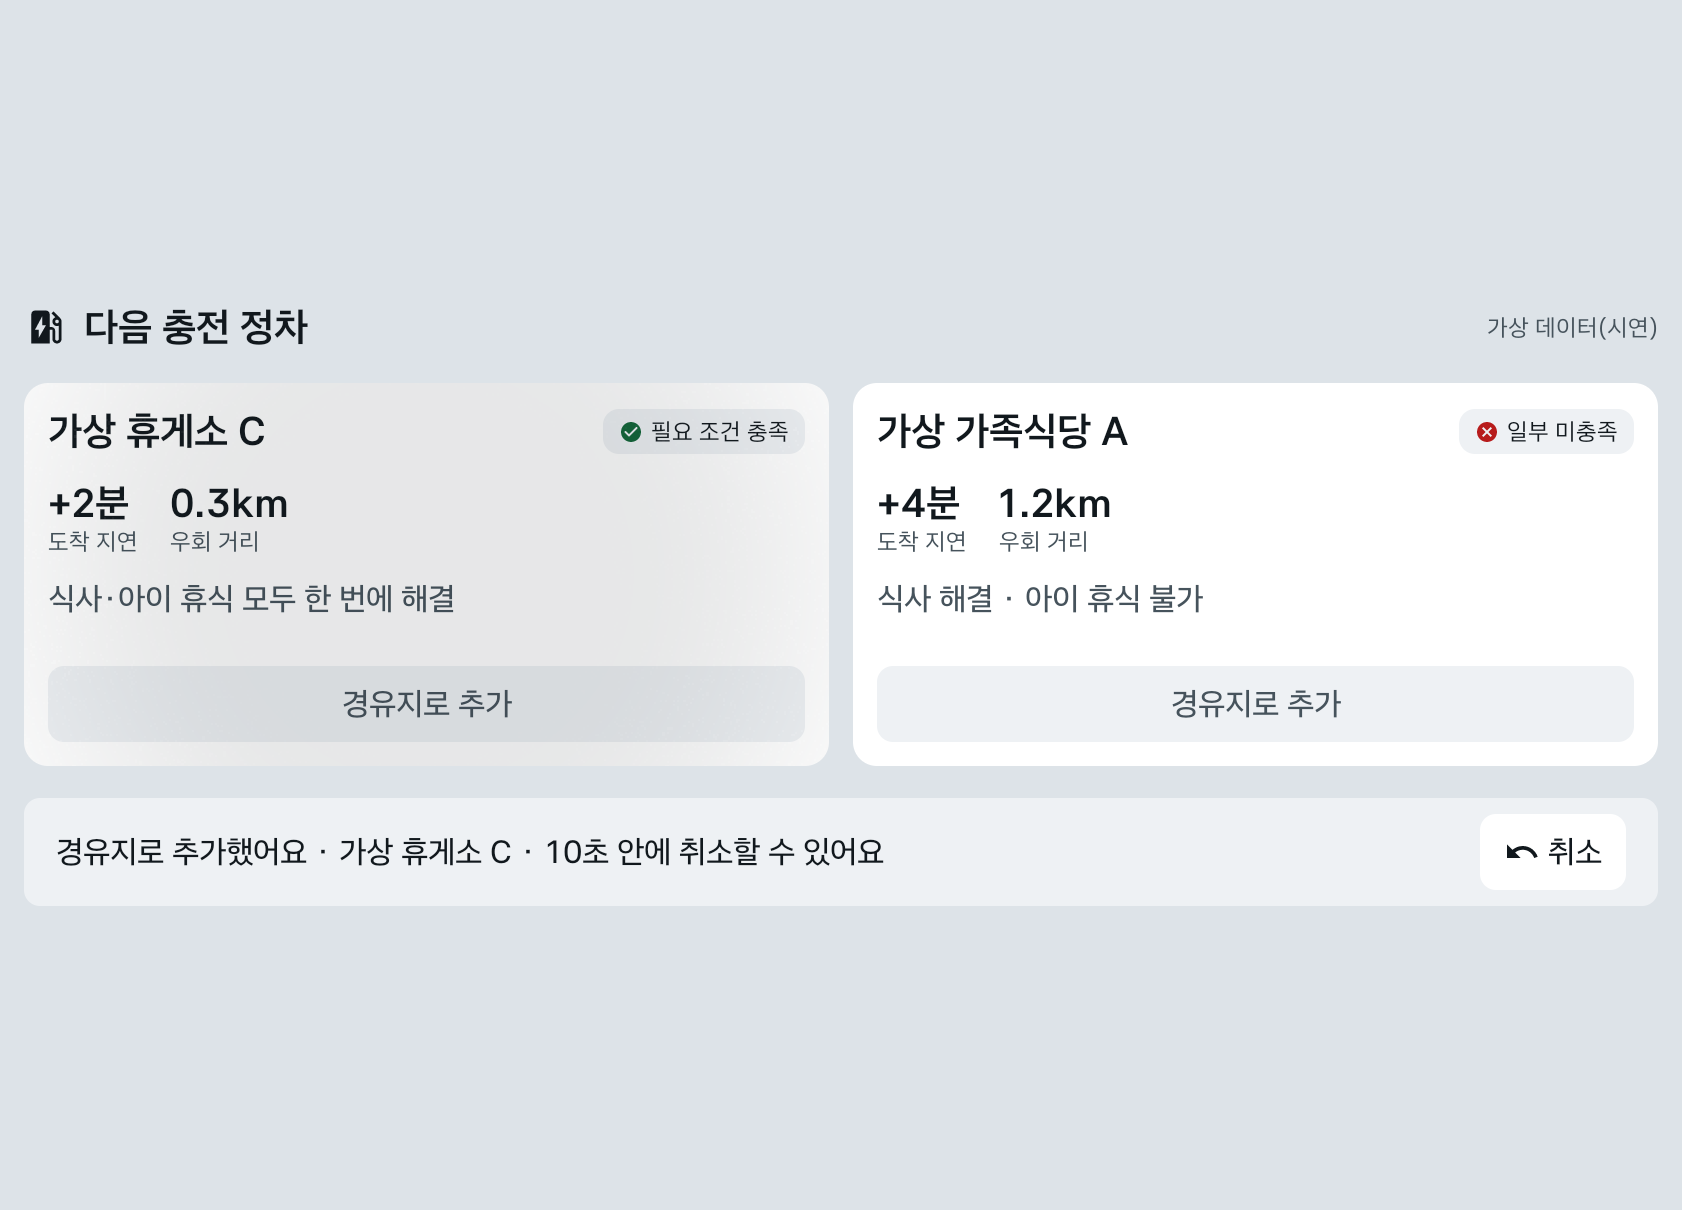 다음 충전 정차
가상 데이터(시연)
가상 휴게소 C
필요 조건 충족
+2분 0.3km
도착 지연 우회 거리
식사·아이 휴식 모두 한 번에 해결
경유지로 추가
가상 가족식당 A
일부 미충족
+4분 1.2km
도착 지연 우회 거리
식사 해결 · 아이 휴식 불가
경유지로 추가
경유지로 추가했어요 · 가상 휴게소 C · 10초 안에 취소할 수 있어요
취소